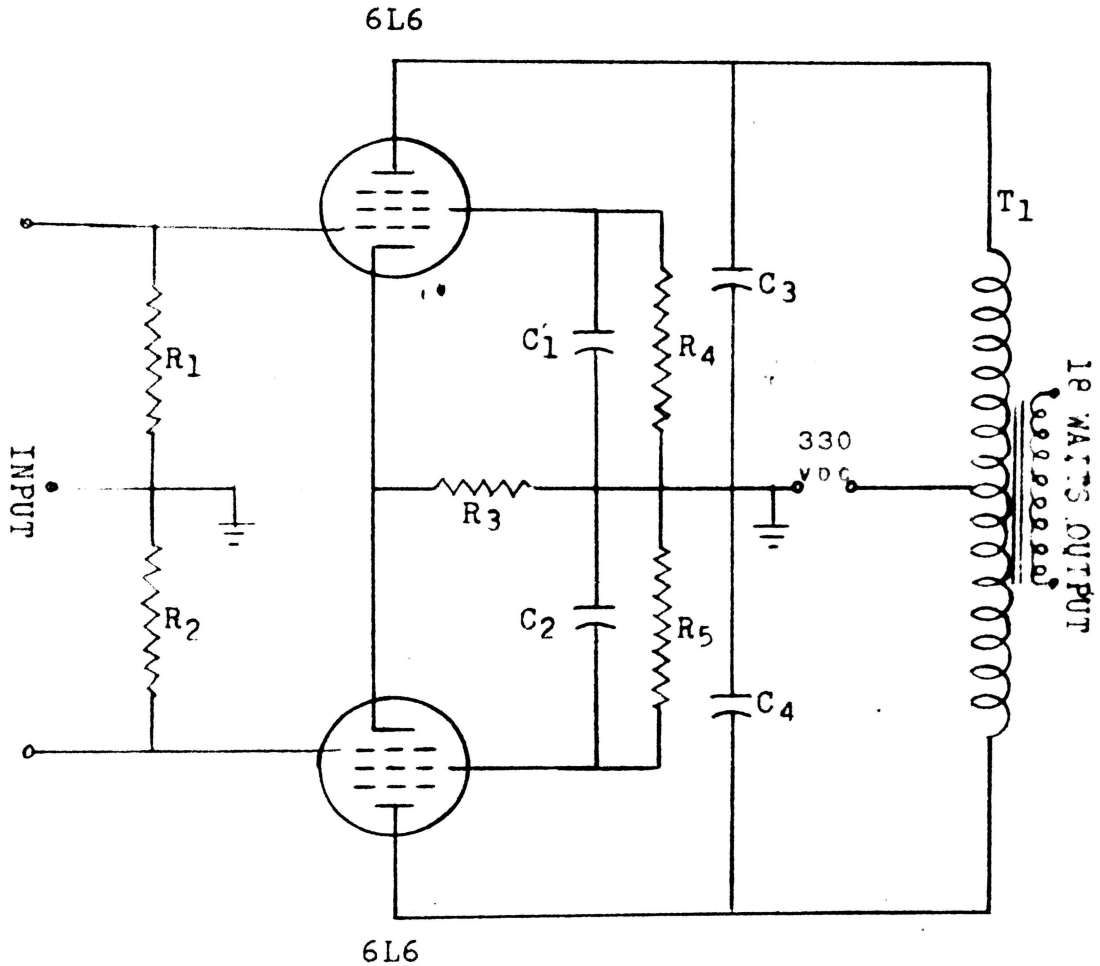 6L6
T1
C3
C1
R4
R1
330
VDC
INPUT
R3
18 WATTS OUTPUT
R2
C2
R5
C4
6L6